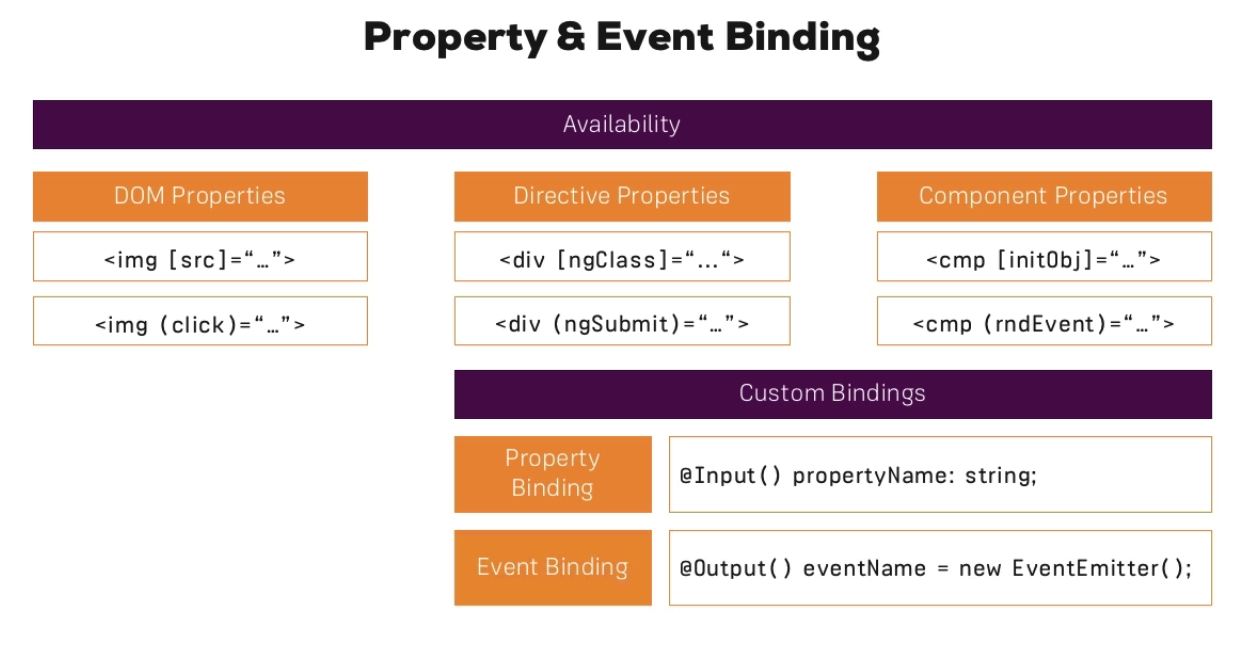 Property & Event Binding
Availability
DOM Properties
<img [src]=“…”>
<img (click)=“…”>
Directive Properties
<div [ngClass]=“...“>
<div (ngSubmit)=“…”>
Component Properties
<cmp [initObj]=“…”>
<cmp (rndEvent)=“…”>
Custom Bindings
Property
Binding
@Input() propertyName: string;
Event Binding
@Output() eventName = new EventEmitter();